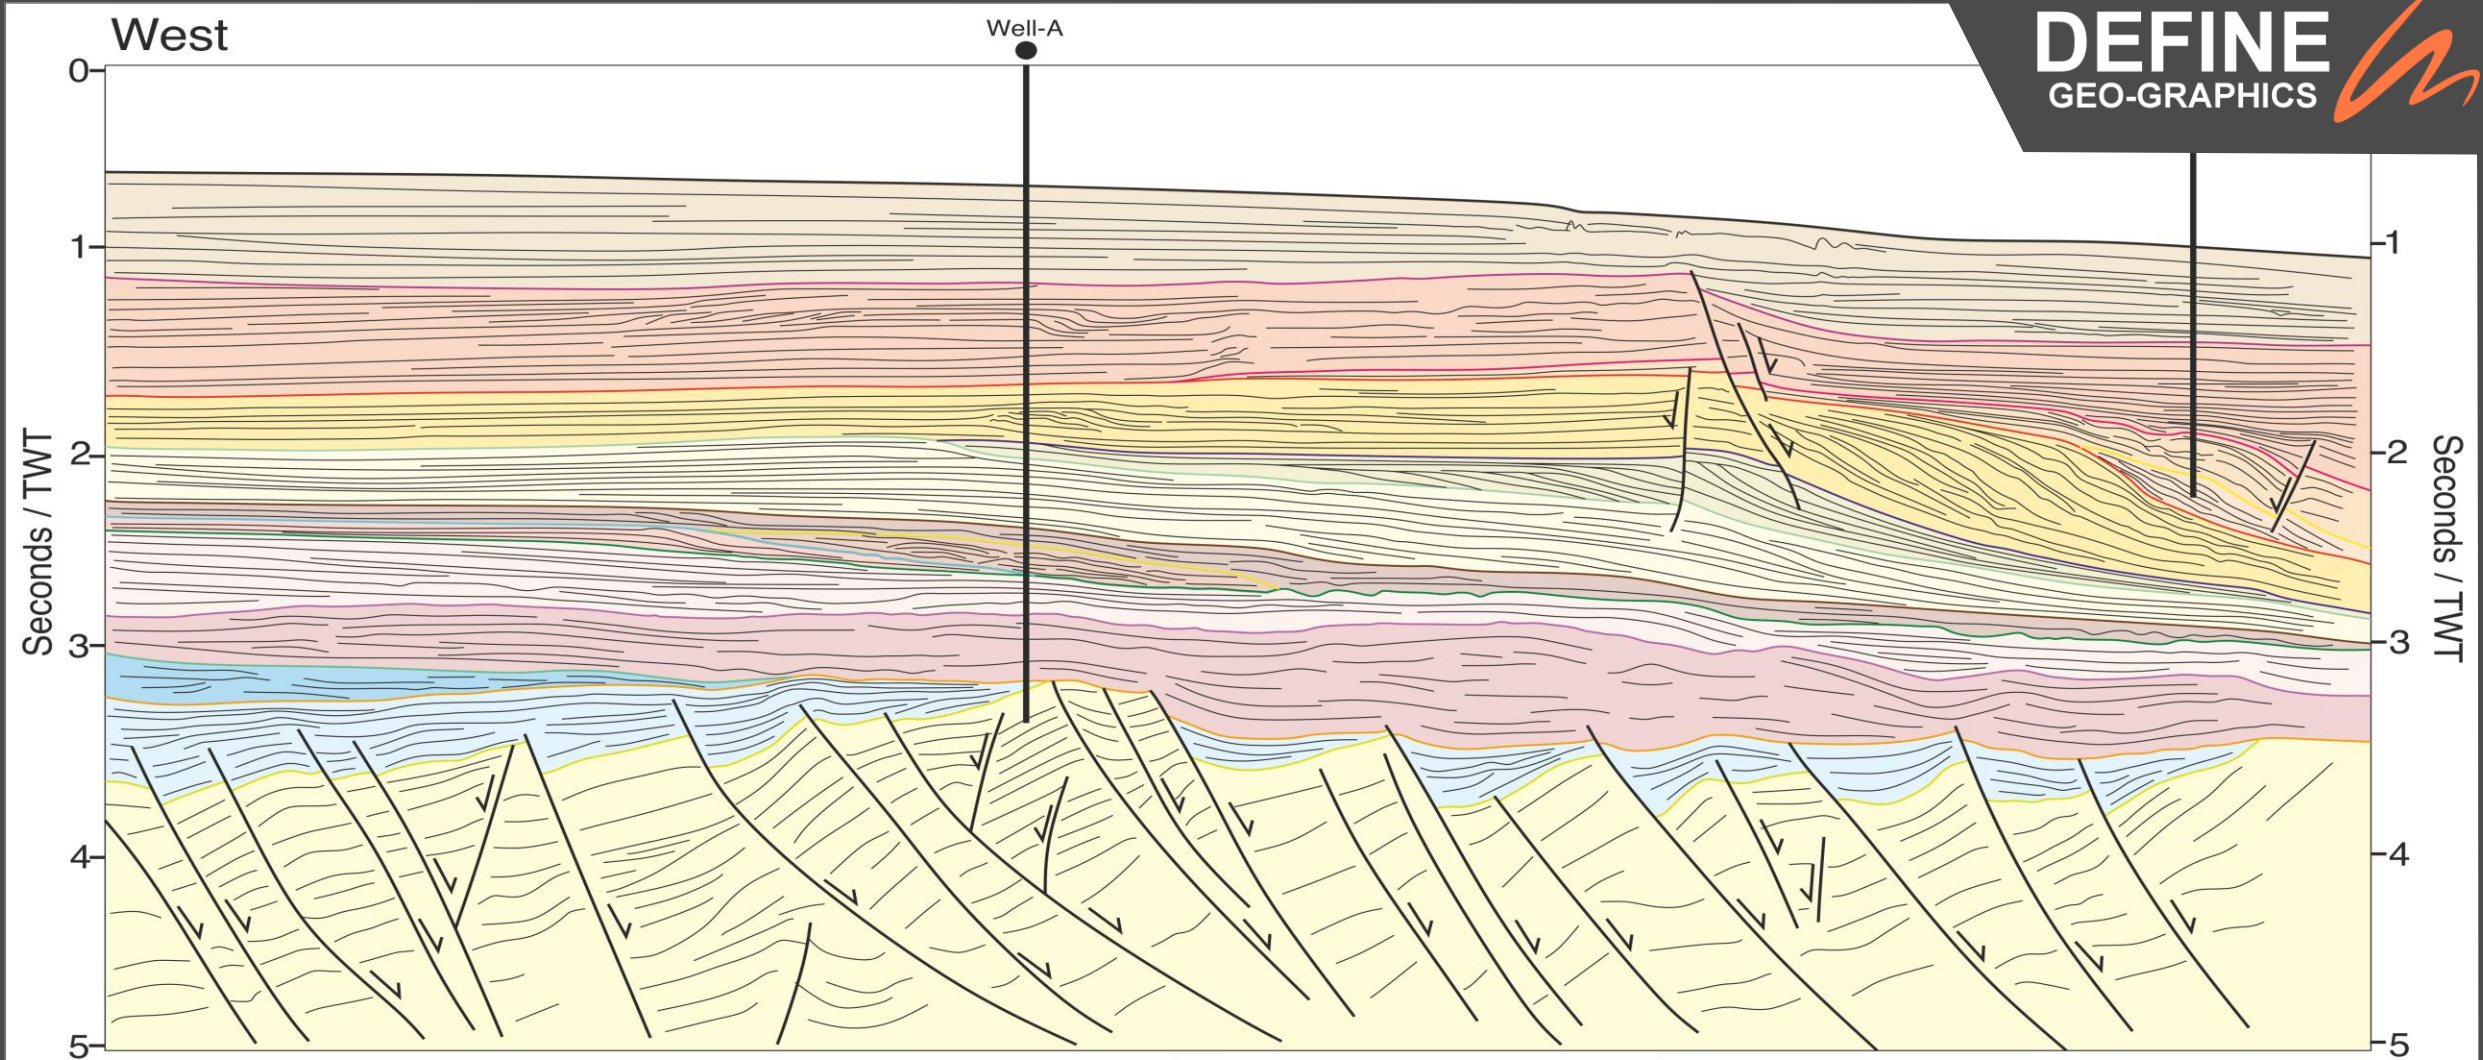 West
Well-A
DEFINE
GEO-GRAPHICS
0
1
2
3
4
5
Seconds / TWT
1
2
3
4
5
Seconds / TWT